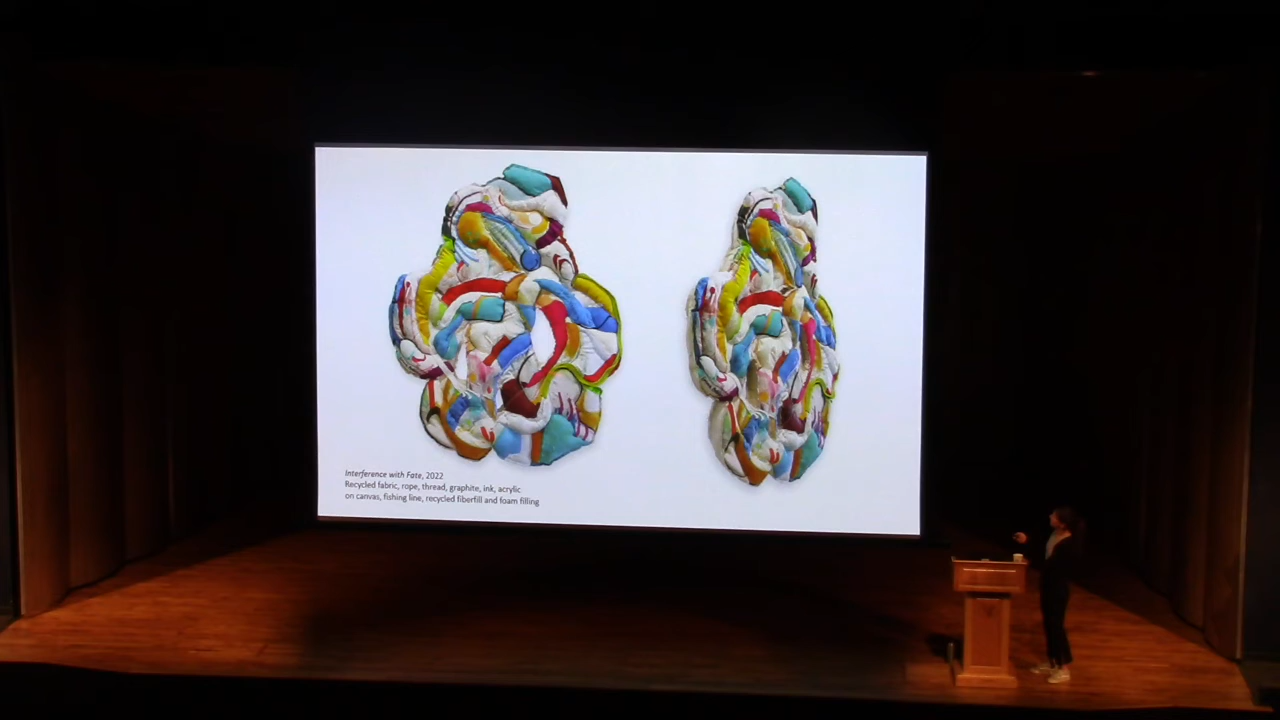 Interference with Fate, 2022
Recycled fabric, rope, thread, graphite, ink, acrylic
on canvas, fishing line, recycled fiberfill and foam filling